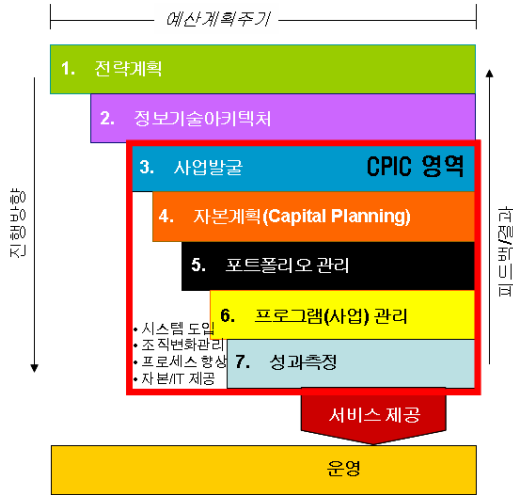 예산계획주기
1. 전략계획
2. 정보기술아키텍처
3. 사업발굴 CPIC 영역
4. 자본계획(Capital Planning)
5. 포트폴리오 관리
6. 프로그램(사업) 관리
7. 성과측정
• 시스템 도입
• 조직변화관리
• 프로세스 향상
• 자본/IT 제공
진행방향
피드백/결과
서비스 제공
운영